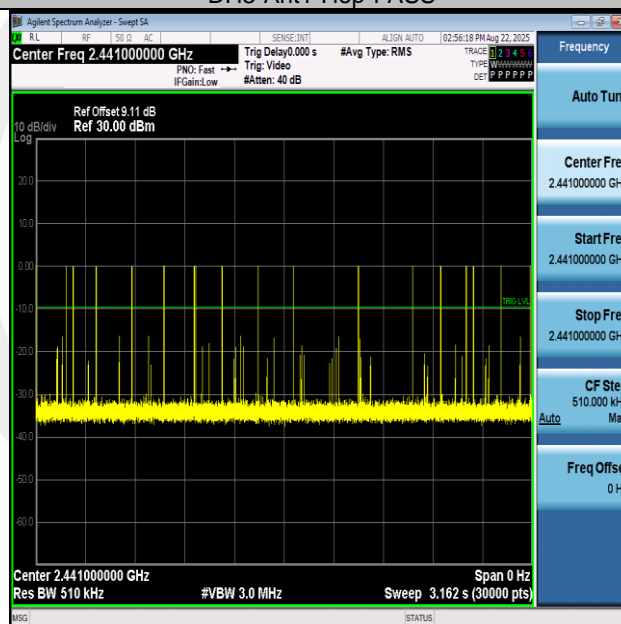 Agilent Spectrum Analyzer - Swept SA
RL RF 50 Ω AC SENSE:INT ALIGN AUTO 02:56:18 PM Aug 22, 2025
Center Freq 2.441000000 GHz
PNO: Fast
IFGain:Low
Trig Delay0.000 s
Trig: Video
#Atten: 40 dB
#Avg Type: RMS
TRACE 1 2 3 4 5 6
TYPE
DET P P P P P P
Ref Offset 9.11 dB
10 dB/div Ref 30.00 dBm
Log
20.0
10.0
0.00
TRIG LVL
-10.0
-20.0
-30.0
-40.0
-50.0
-60.0
Center 2.441000000 GHz Span 0 Hz
Res BW 510 kHz #VBW 3.0 MHz Sweep 3.162 s (30000 pts)
MSG STATUS
Frequency
Auto Tun
Center Fre
2.441000000 GH
Start Fre
2.441000000 GH
Stop Fre
2.441000000 GH
CF Ste
510.000 kH
Auto Ma
Freq Offse
0 H